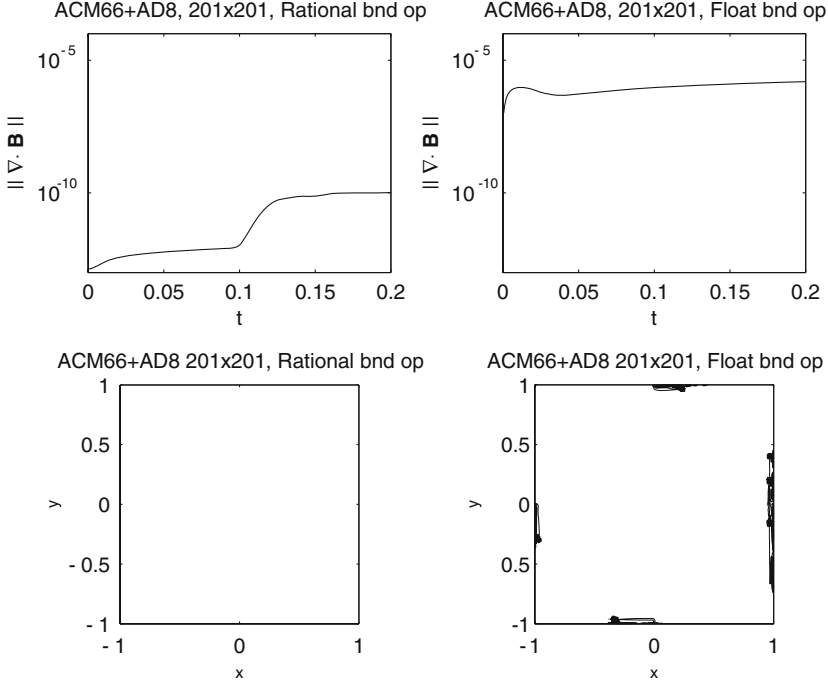 ACM66+AD8, 201x201, Rational bnd op
10^-5
10^-10
|| ∇· B ||
0 0.05 0.1 0.15 0.2
t
ACM66+AD8, 201x201, Float bnd op
10^-5
10^-10
|| ∇· B ||
0 0.05 0.1 0.15 0.2
t
ACM66+AD8 201x201, Rational bnd op
1
0.5
0
- 0.5
- 1
y
- 1 0 1
x
ACM66+AD8 201x201, Float bnd op
1
0.5
0
-0.5
-1
y
-1 0 1
x